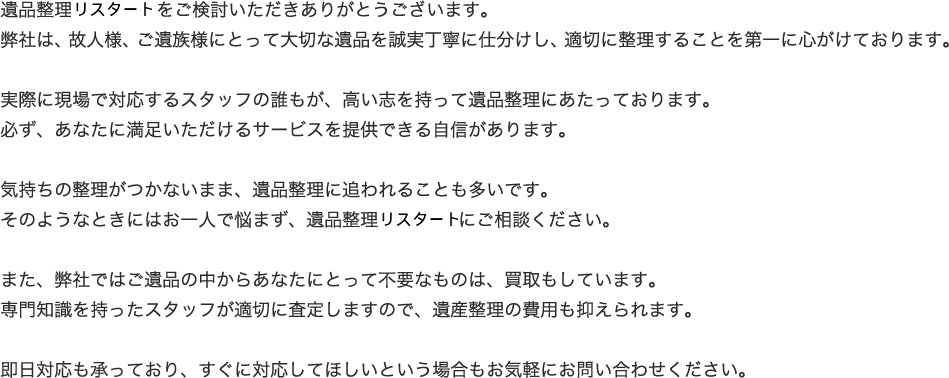 遺品整理リスタートをご検討いただきありがとうございます。
弊社は、故人様、ご遺族様にとって大切な遺品を誠実丁寧に仕分けし、適切に整理することを第一に心がけております。
実際に現場で対応するスタッフの誰もが、高い志を持って遺品整理にあたっております。
必ず、あなたに満足いただけるサービスを提供できる自信があります。
気持ちの整理がつかないまま、遺品整理に追われることも多いです。
そのようなときにはお一人で悩まず、遺品整理リスタートにご相談ください。
また、弊社ではご遺品の中からあなたにとって不要なものは、買取もしています。
専門知識を持ったスタッフが適切に査定しますので、遺産整理の費用も抑えられます。
即日対応も承っており、すぐに対応してほしいという場合もお気軽にお問い合わせください。